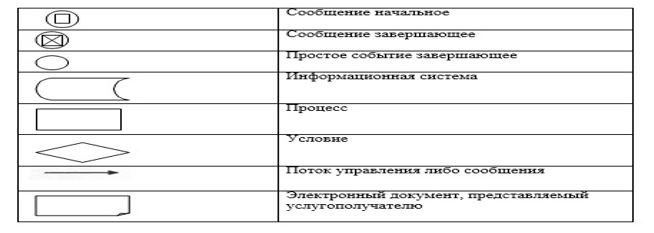 Сообщение начальное
Сообщение завершающее
Простое событие завершающее
Информационная система
Процесс
Условие
Поток управления либо сообщения
Электронный документ, представляемый
услугополучателю